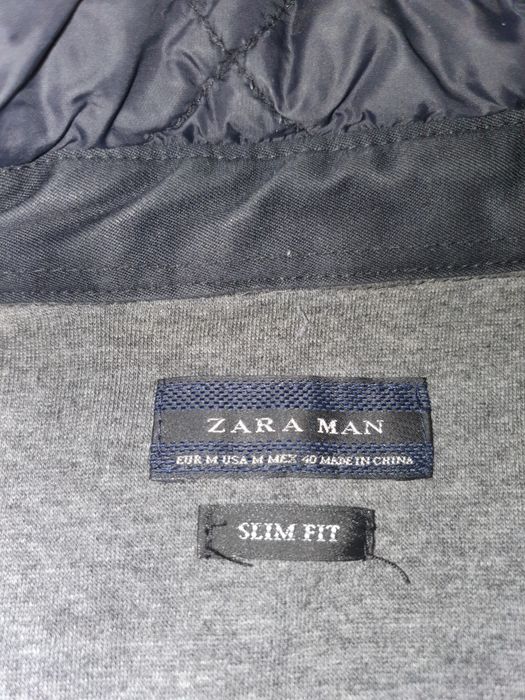 ZARA MAN
EUR M USA M MEX 40 MADE IN CHINA
SLIM FIT